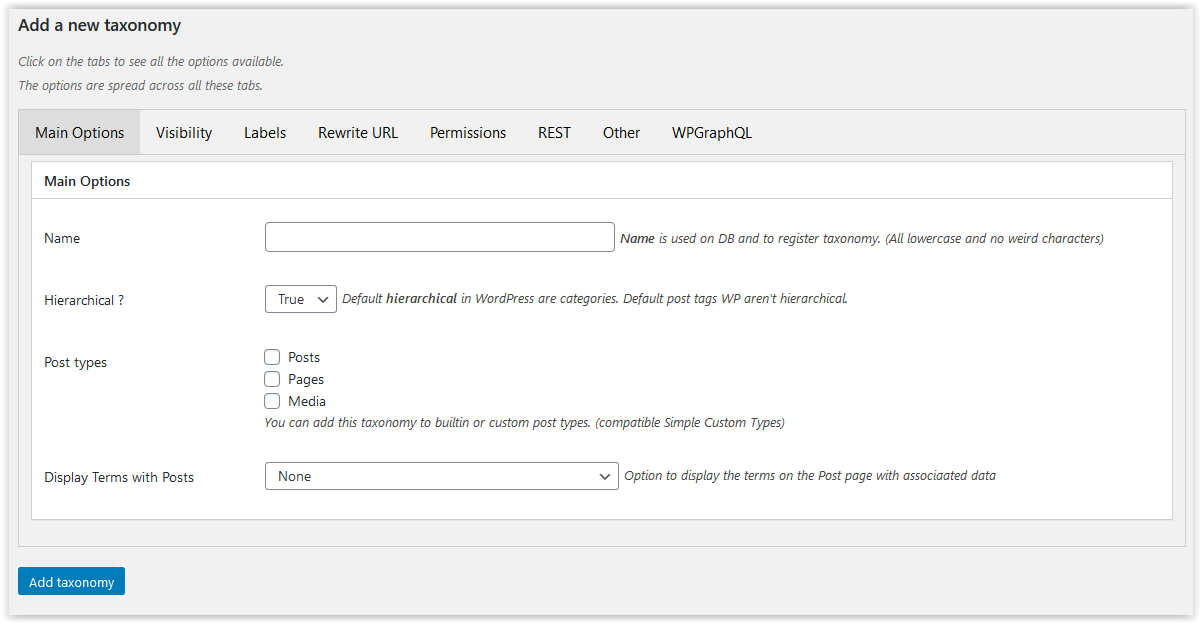 Add a new taxonomy
Click on the tabs to see all the options available.
The options are spread across all these tabs.
Main Options Visibility Labels Rewrite URL Permissions REST Other WPGraphQL
Main Options
Name Name is used on DB and to register taxonomy. (All lowercase and no weird characters)
Hierarchical ? True Default hierarchical in WordPress are categories. Default post tags WP aren't hierarchical.
Post types
Posts
Pages
Media
You can add this taxonomy to builtin or custom post types. (compatible Simple Custom Types)
Display Terms with Posts None Option to display the terms on the Post page with associaated data
Add taxonomy